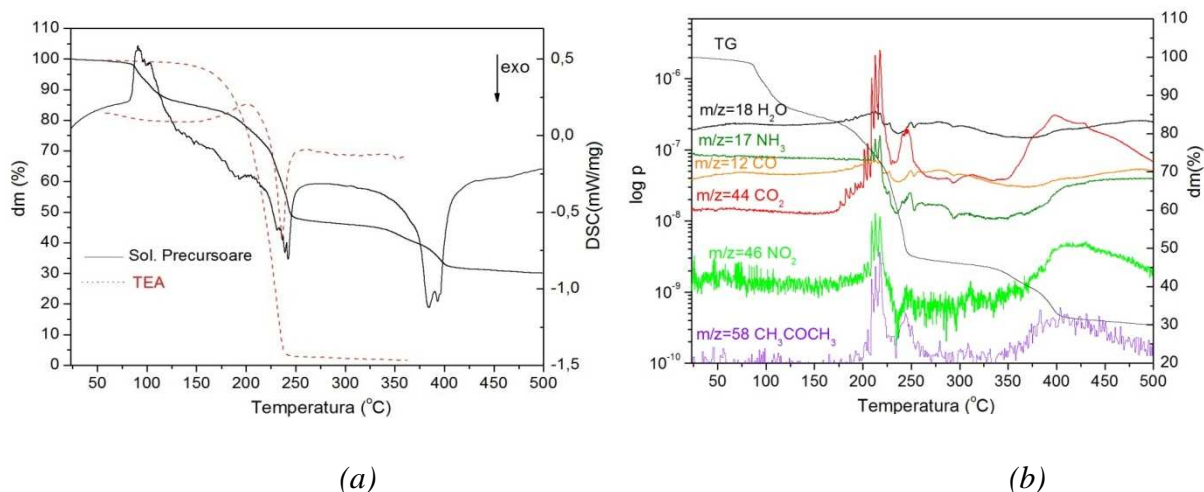 110
100
90
80
70
60
50
40
30
20
10
0
dm (%)
0,5
0,0
-0,5
-1,0
-1,5
DSC(mW/mg)
exo
Sol. Precursoare
TEA
50 100 150 200 250 300 350 400 450 500
Temperatura (°C)
(a)
10⁻⁶
10⁻⁷
10⁻⁸
10⁻⁹
10⁻¹⁰
log p
TG
m/z=18 H₂O
m/z=17 NH₃
m/z=12 CO
m/z=44 CO₂
m/z=46 NO₂
m/z=58 CH₃COCH₃
110
100
90
80
70
60
50
40
30
20
dm(%)
50 100 150 200 250 300 350 400 450 500
Temperatura (°C)
(b)